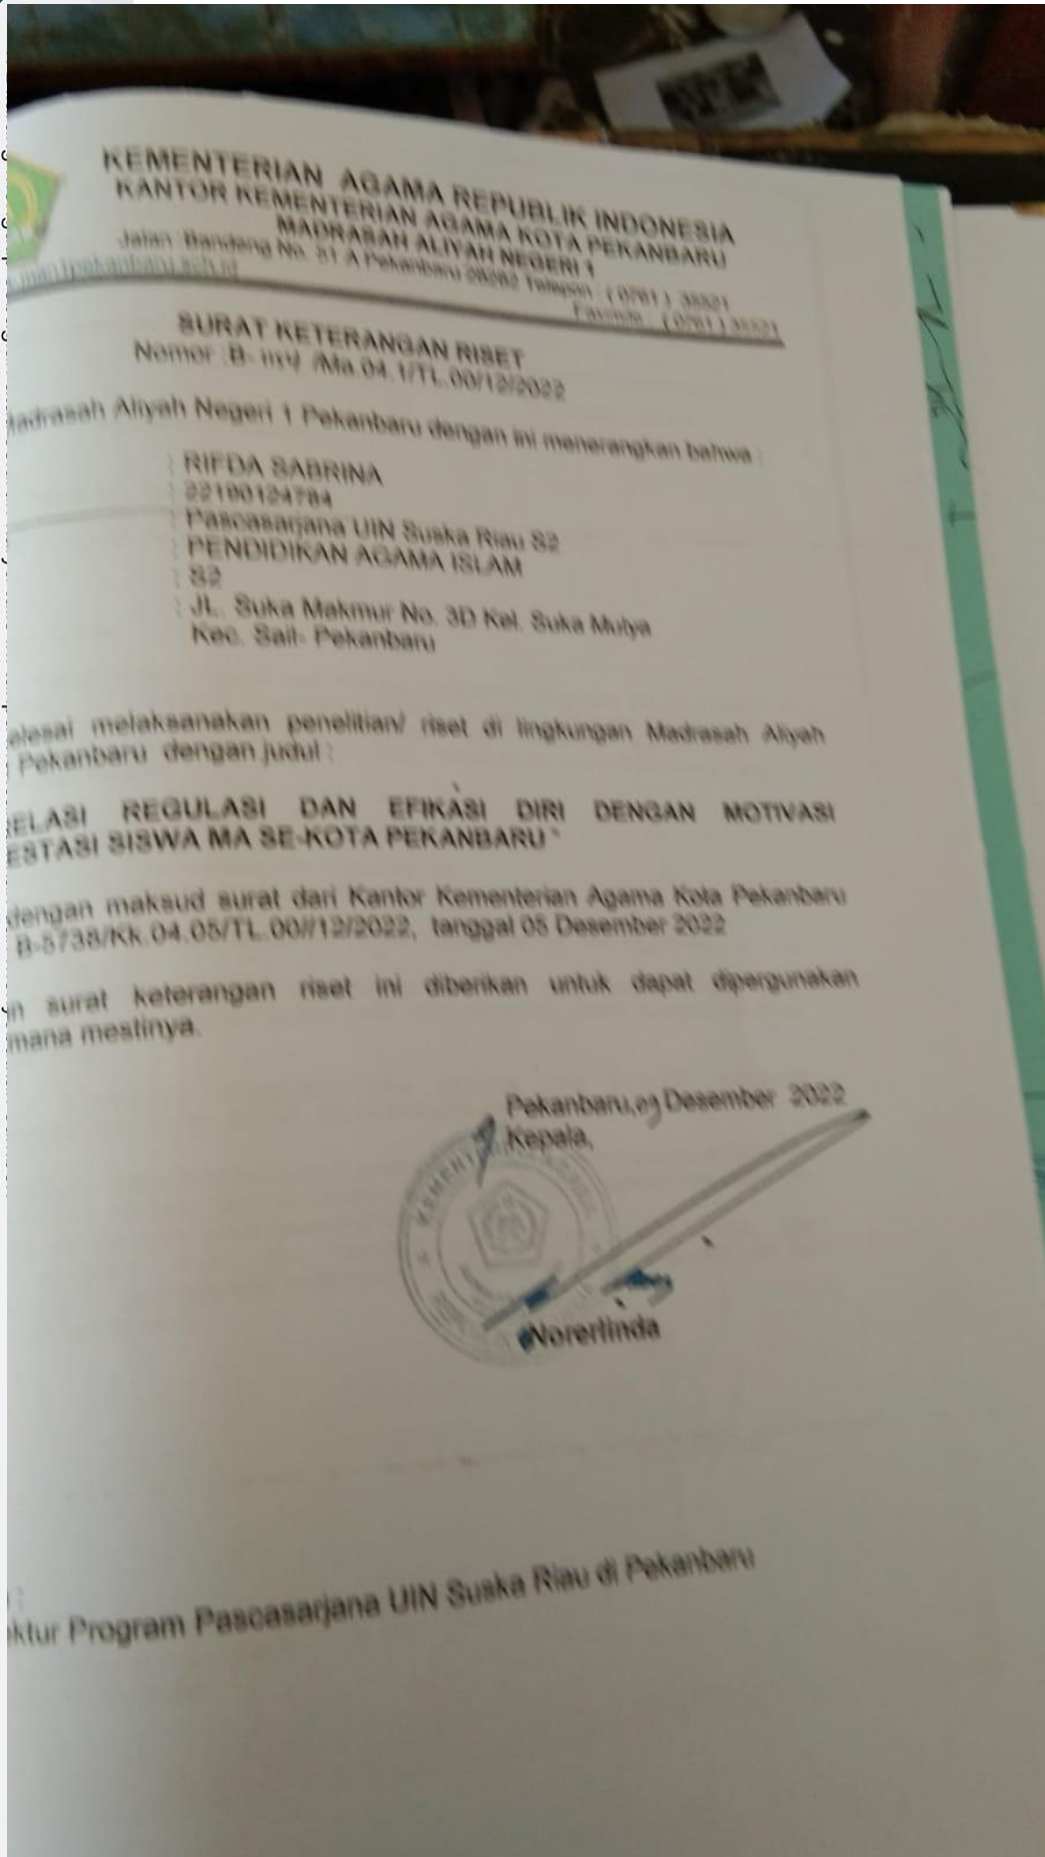 KEMENTERIAN AGAMA REPUBLIK INDONESIA
KANTOR KEMENTERIAN AGAMA KOTA PEKANBARU
MADRASAH ALIYAH NEGERI 1
Jalan Bandeng No. 51 A Pekanbaru 28282 Telepon : ( 0761 )
( 0761 )
SURAT KETERANGAN RISET
Nomor :B- /Ma.04.1/TL.00/12/2022
Madrasah Aliyah Negeri 1 Pekanbaru dengan ini menerangkan bahwa :
: RIFDA SABRINA
: 22190124784
: Pascasarjana UIN Suska Riau S2
: PENDIDIKAN AGAMA ISLAM
: S2
: JL. Suka Makmur No. 3D Kel. Suka Mulya
Kec. Sail- Pekanbaru
elesai melaksanakan penelitian/ riset di lingkungan Madrasah Aliyah
Pekanbaru dengan judul :
ELASI REGULASI DAN EFIKASI DIRI DENGAN MOTIVASI
ESTASI SISWA MA SE-KOTA PEKANBARU "
dengan maksud surat dari Kantor Kementerian Agama Kota Pekanbaru
B-5738/Kk.04.05/TL.00//12/2022, tanggal 05 Desember 2022
n surat keterangan riset ini diberikan untuk dapat dipergunakan
mana mestinya.
Pekanbaru, Desember 2022
Kepala,
Norerlinda
:
ktur Program Pascasarjana UIN Suska Riau di Pekanbaru